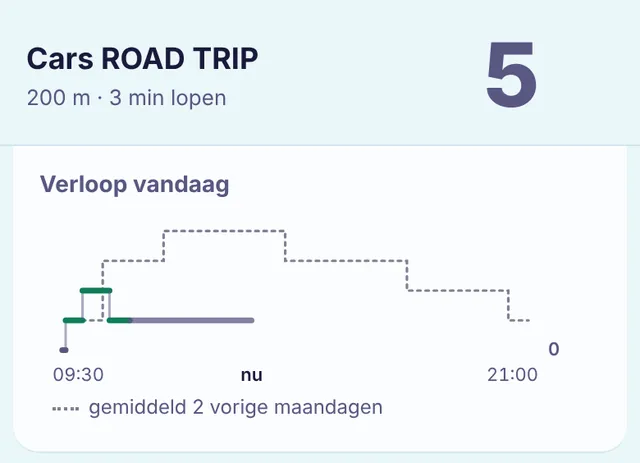 Cars ROAD TRIP
5
200 m · 3 min lopen
Verloop vandaag
0
09:30 nu 21:00
gemiddeld 2 vorige maandagen